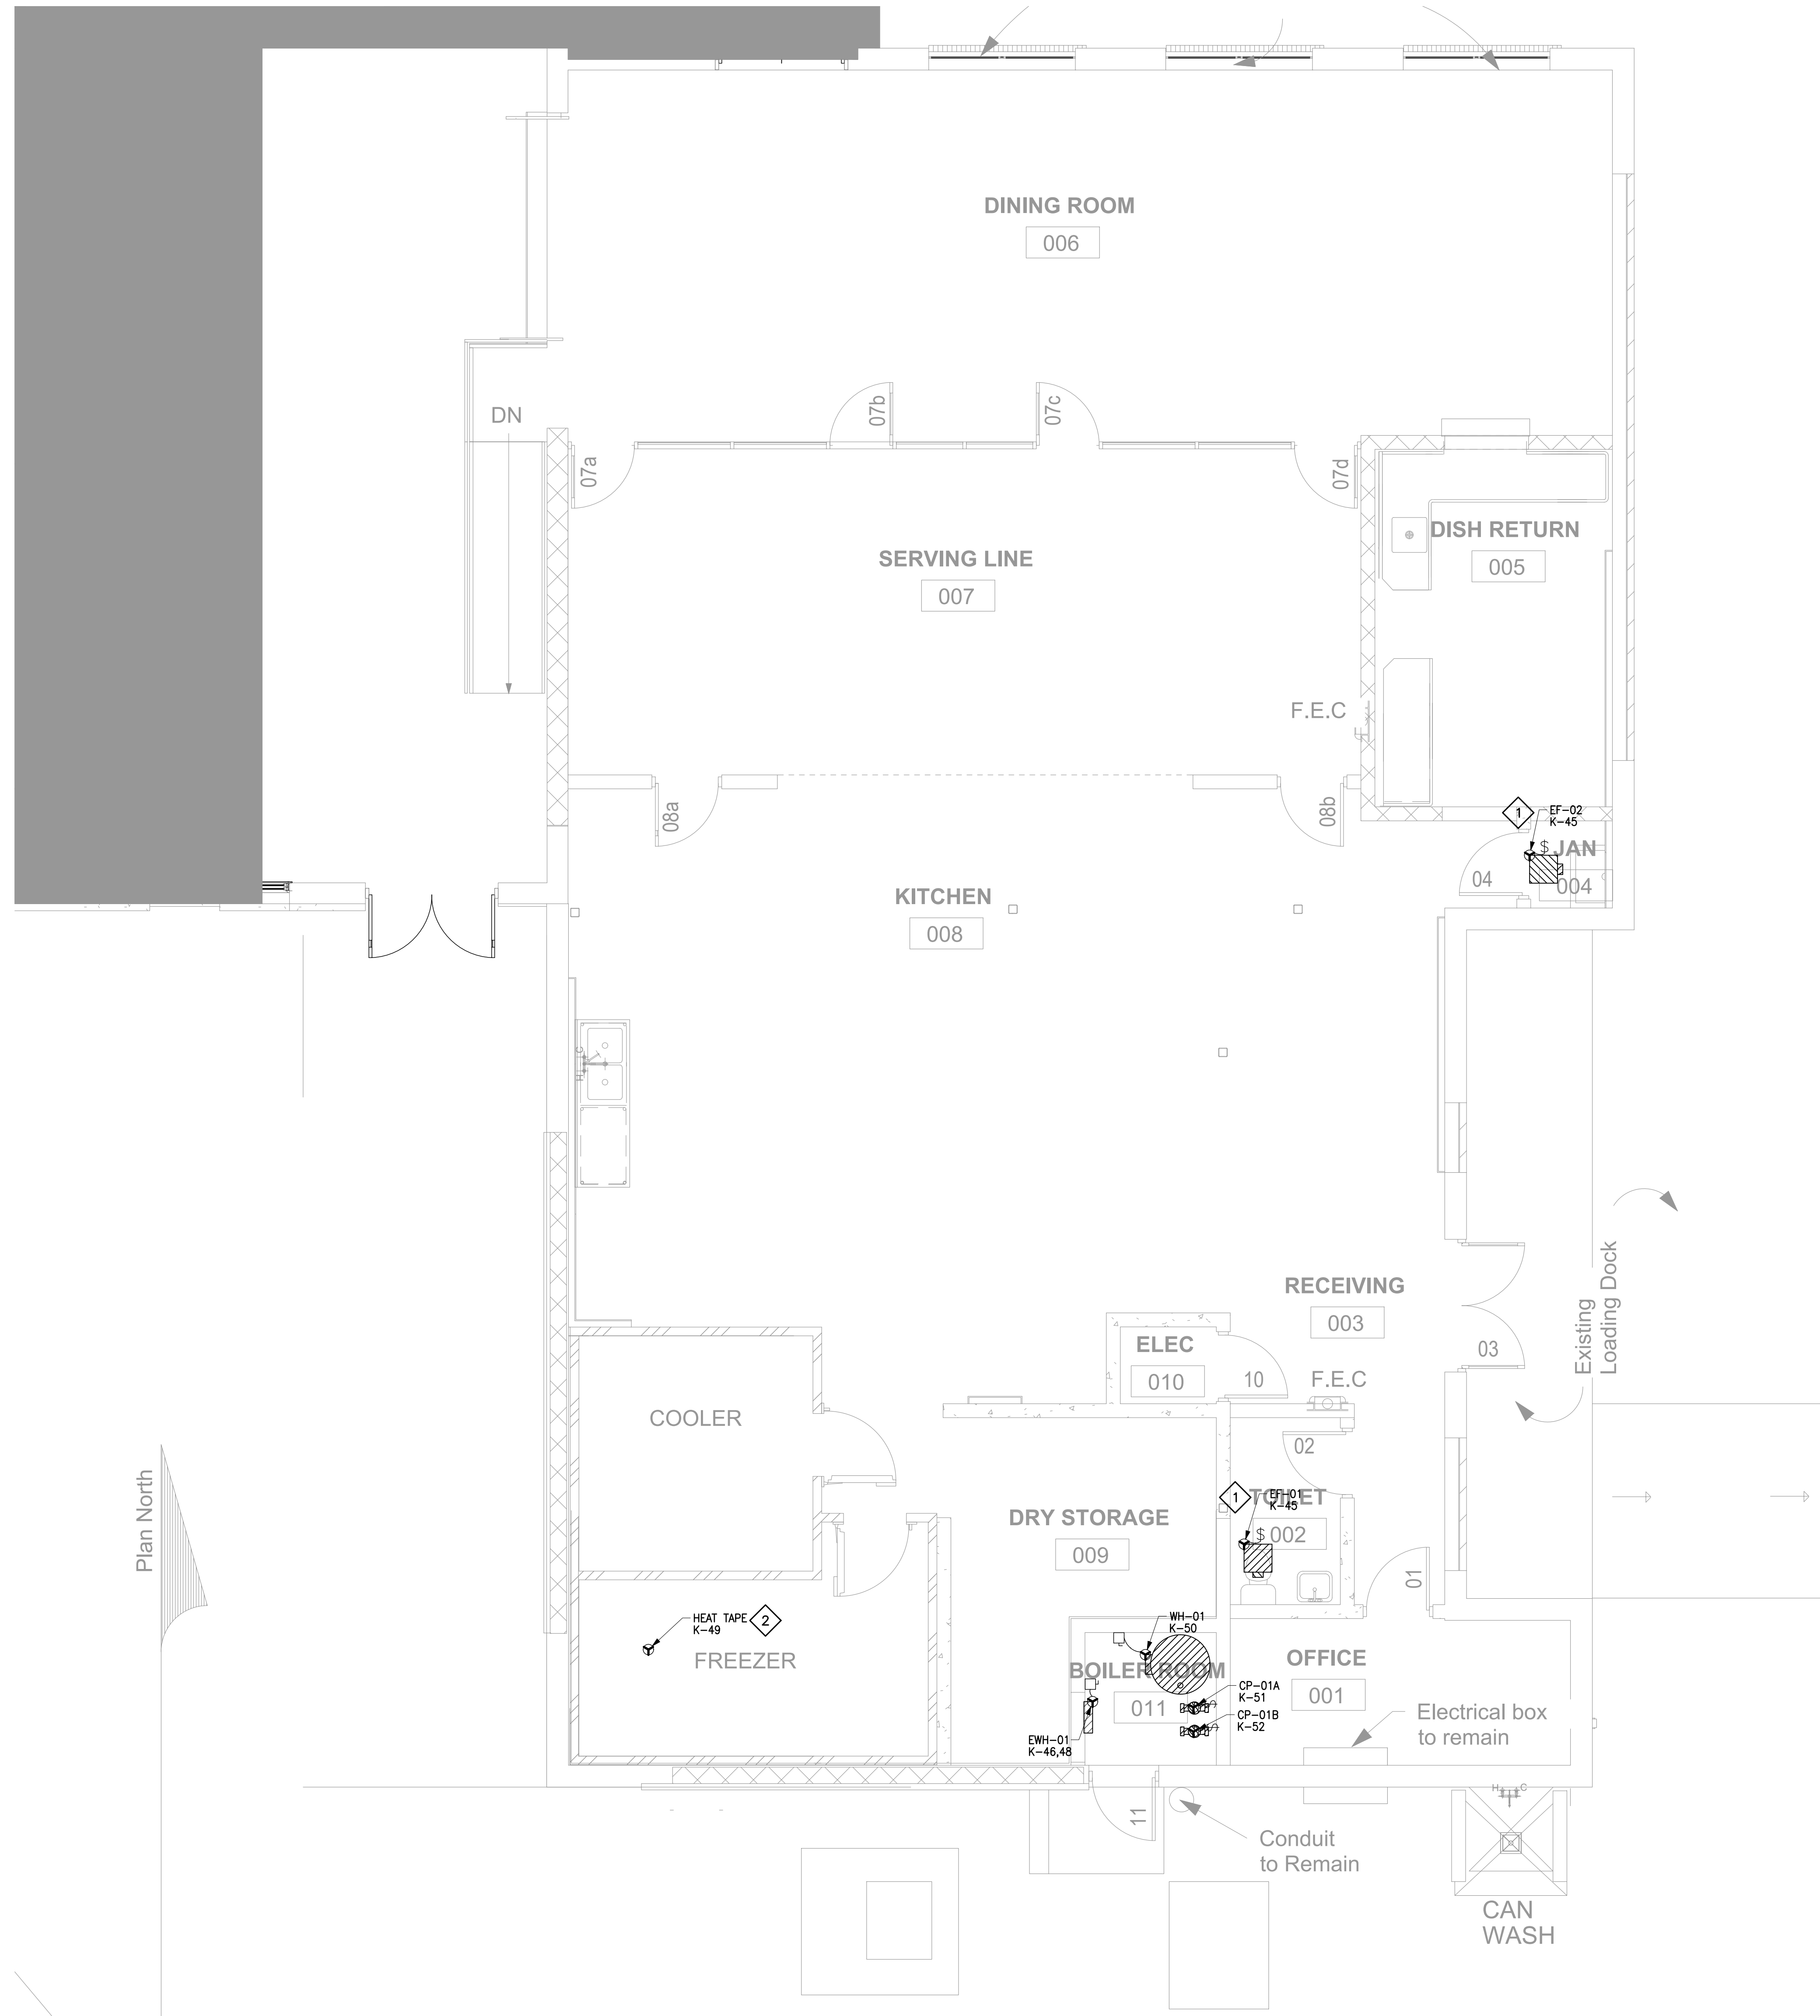 DINING ROOM
006
DN
07a
07b
07c
07d
DISH RETURN
005
SERVING LINE
007
F.E.C
08a
08b
1
EF-02
K-45
$
JAN
04
004
KITCHEN
008
H
C
RECEIVING
003
Existing
Loading Dock
03
ELEC
010
10
F.E.C
COOLER
02
Plan North
1
TOILET
EF-01
K-45
$
002
DRY STORAGE
009
01
HEAT TAPE
K-49
2
FREEZER
WH-01
K-50
BOILER ROOM
011
OFFICE
001
CP-01A
K-51
CP-01B
K-52
EWH-01
K-46,48
Electrical box
to remain
11
H
C
Conduit
to Remain
CAN
WASH